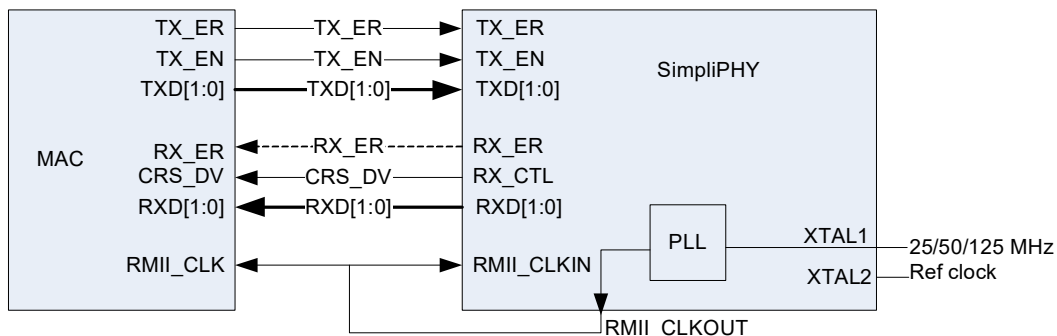 TX_ER TX_ER TX_ER
TX_EN TX_EN TX_EN
SimpliPHY
TXD[1:0] TXD[1:0] TXD[1:0]
MAC
RX_ER RX_ER RX_ER
CRS_DV CRS_DV RX_CTL
RXD[1:0] RXD[1:0] RXD[1:0]
PLL
XTAL1
25/50/125 MHz
RMII_CLK RMII_CLKIN
XTAL2
Ref clock
RMII_CLKOUT